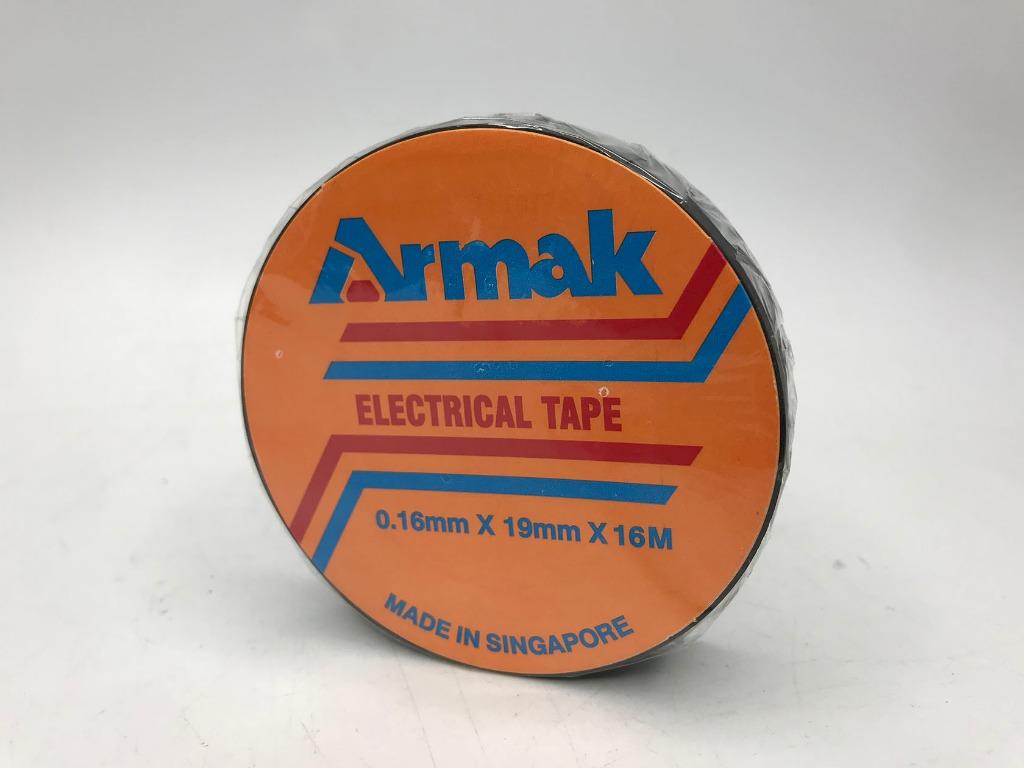 Armak
ELECTRICAL TAPE
0.16mm X 19mm X 16M
MADE IN SINGAPORE